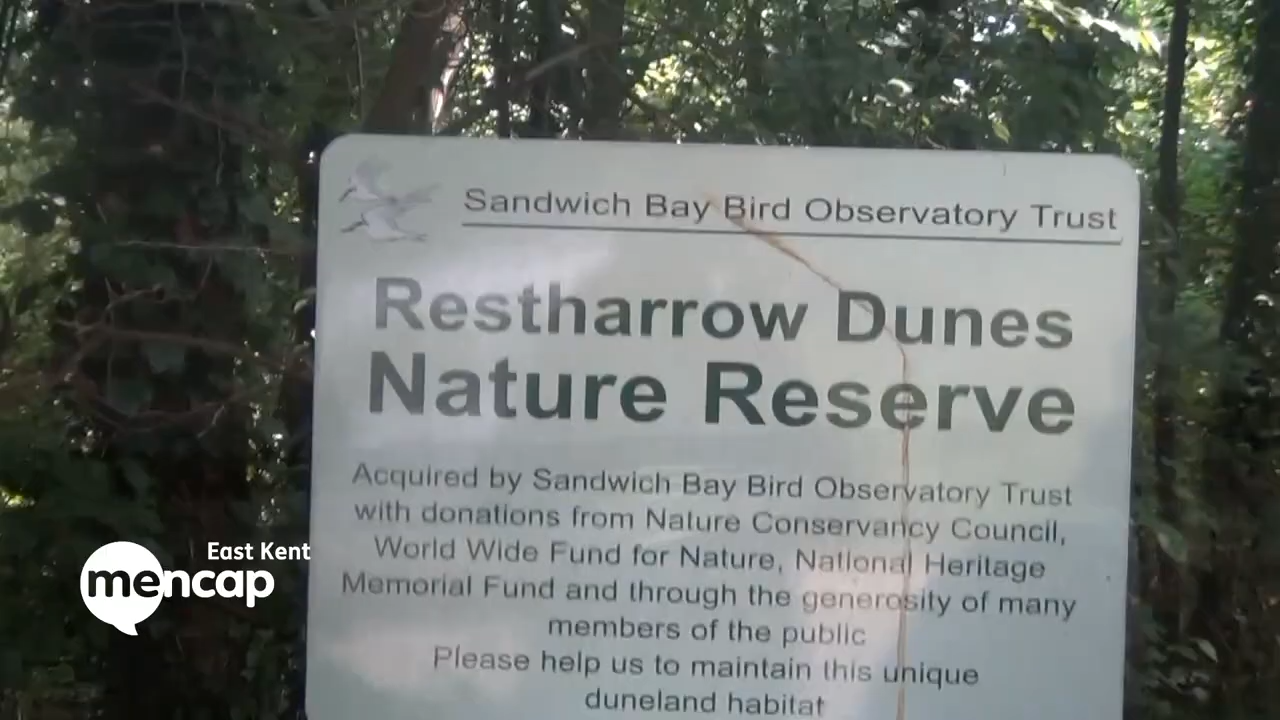 Sandwich Bay Bird Observatory Trust
Restharrow Dunes
Nature Reserve
Acquired by Sandwich Bay Bird Observatory Trust
with donations from Nature Conservancy Council,
World Wide Fund for Nature, National Heritage
Memorial Fund and through the generosity of many
members of the public
Please help us to maintain this unique
duneland habitat
East Kent
mencap